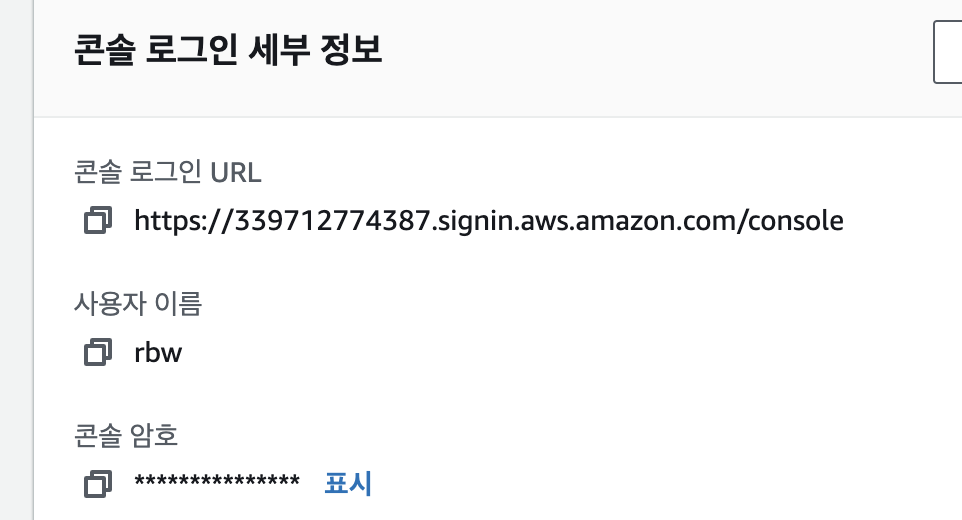 콘솔 로그인 세부 정보
콘솔 로그인 URL
https://339712774387.signin.aws.amazon.com/console
사용자 이름
rbw
콘솔 암호
*************** 표시